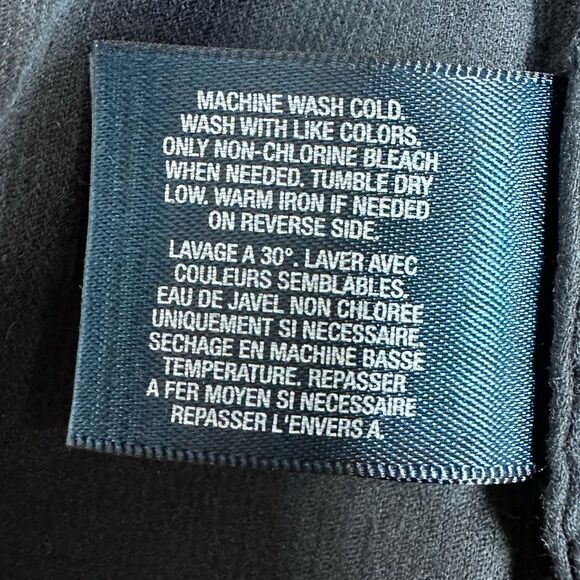 MACHINE WASH COLD.
WASH WITH LIKE COLORS.
ONLY NON-CHLORINE BLEACH
WHEN NEEDED. TUMBLE DRY
LOW. WARM IRON IF NEEDED
ON REVERSE SIDE.
LAVAGE A 30°. LAVER AVEC
COULEURS SEMBLABLES.
EAU DE JAVEL NON CHLOREE
UNIQUEMENT SI NECESSAIRE.
SECHAGE EN MACHINE BASSE
TEMPERATURE. REPASSER
A FER MOYEN SI NECESSAIRE
REPASSER L'ENVERS A.